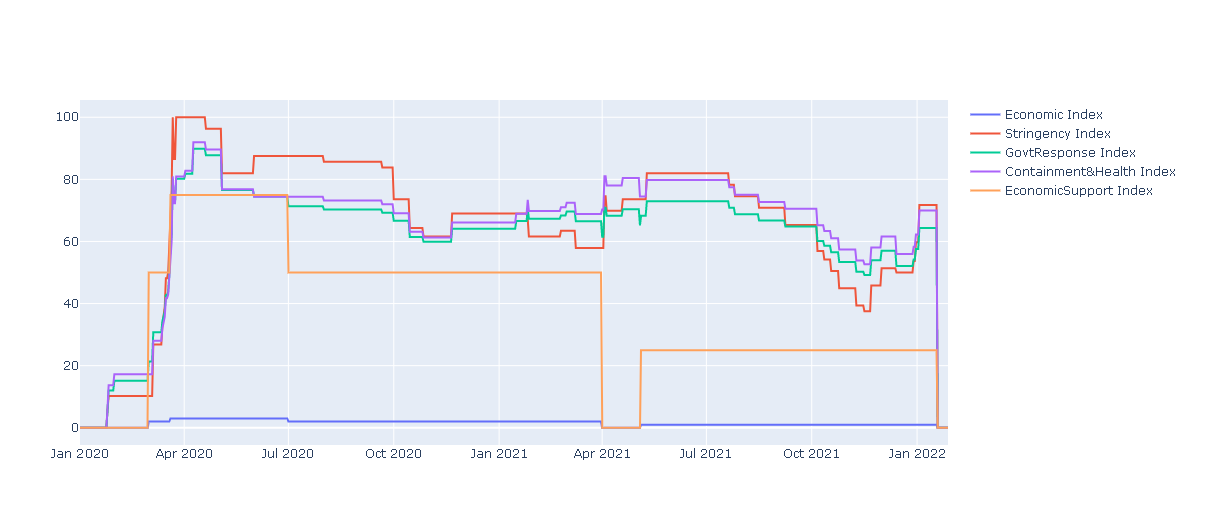 100
80
60
40
20
0
Jan 2020 Apr 2020 Jul 2020 Oct 2020 Jan 2021 Apr 2021 Jul 2021 Oct 2021 Jan 2022
Economic Index
Stringency Index
GovtResponse Index
Containment&Health Index
EconomicSupport Index